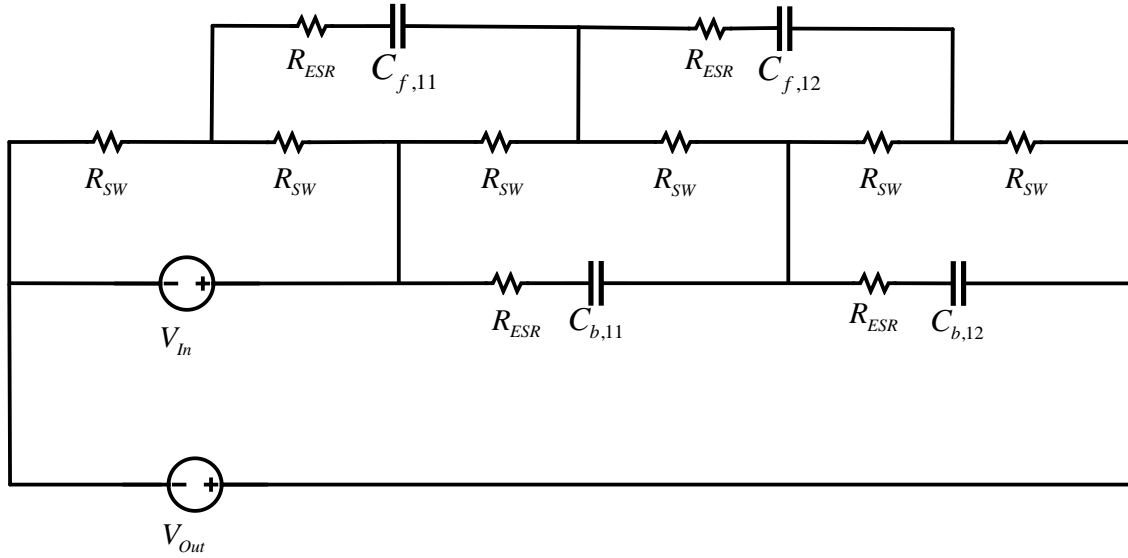 R_ESR C_f,11 R_ESR C_f,12
R_SW R_SW R_SW R_SW R_SW R_SW
- + R_ESR C_b,11 R_ESR C_b,12
V_In
- +
V_Out